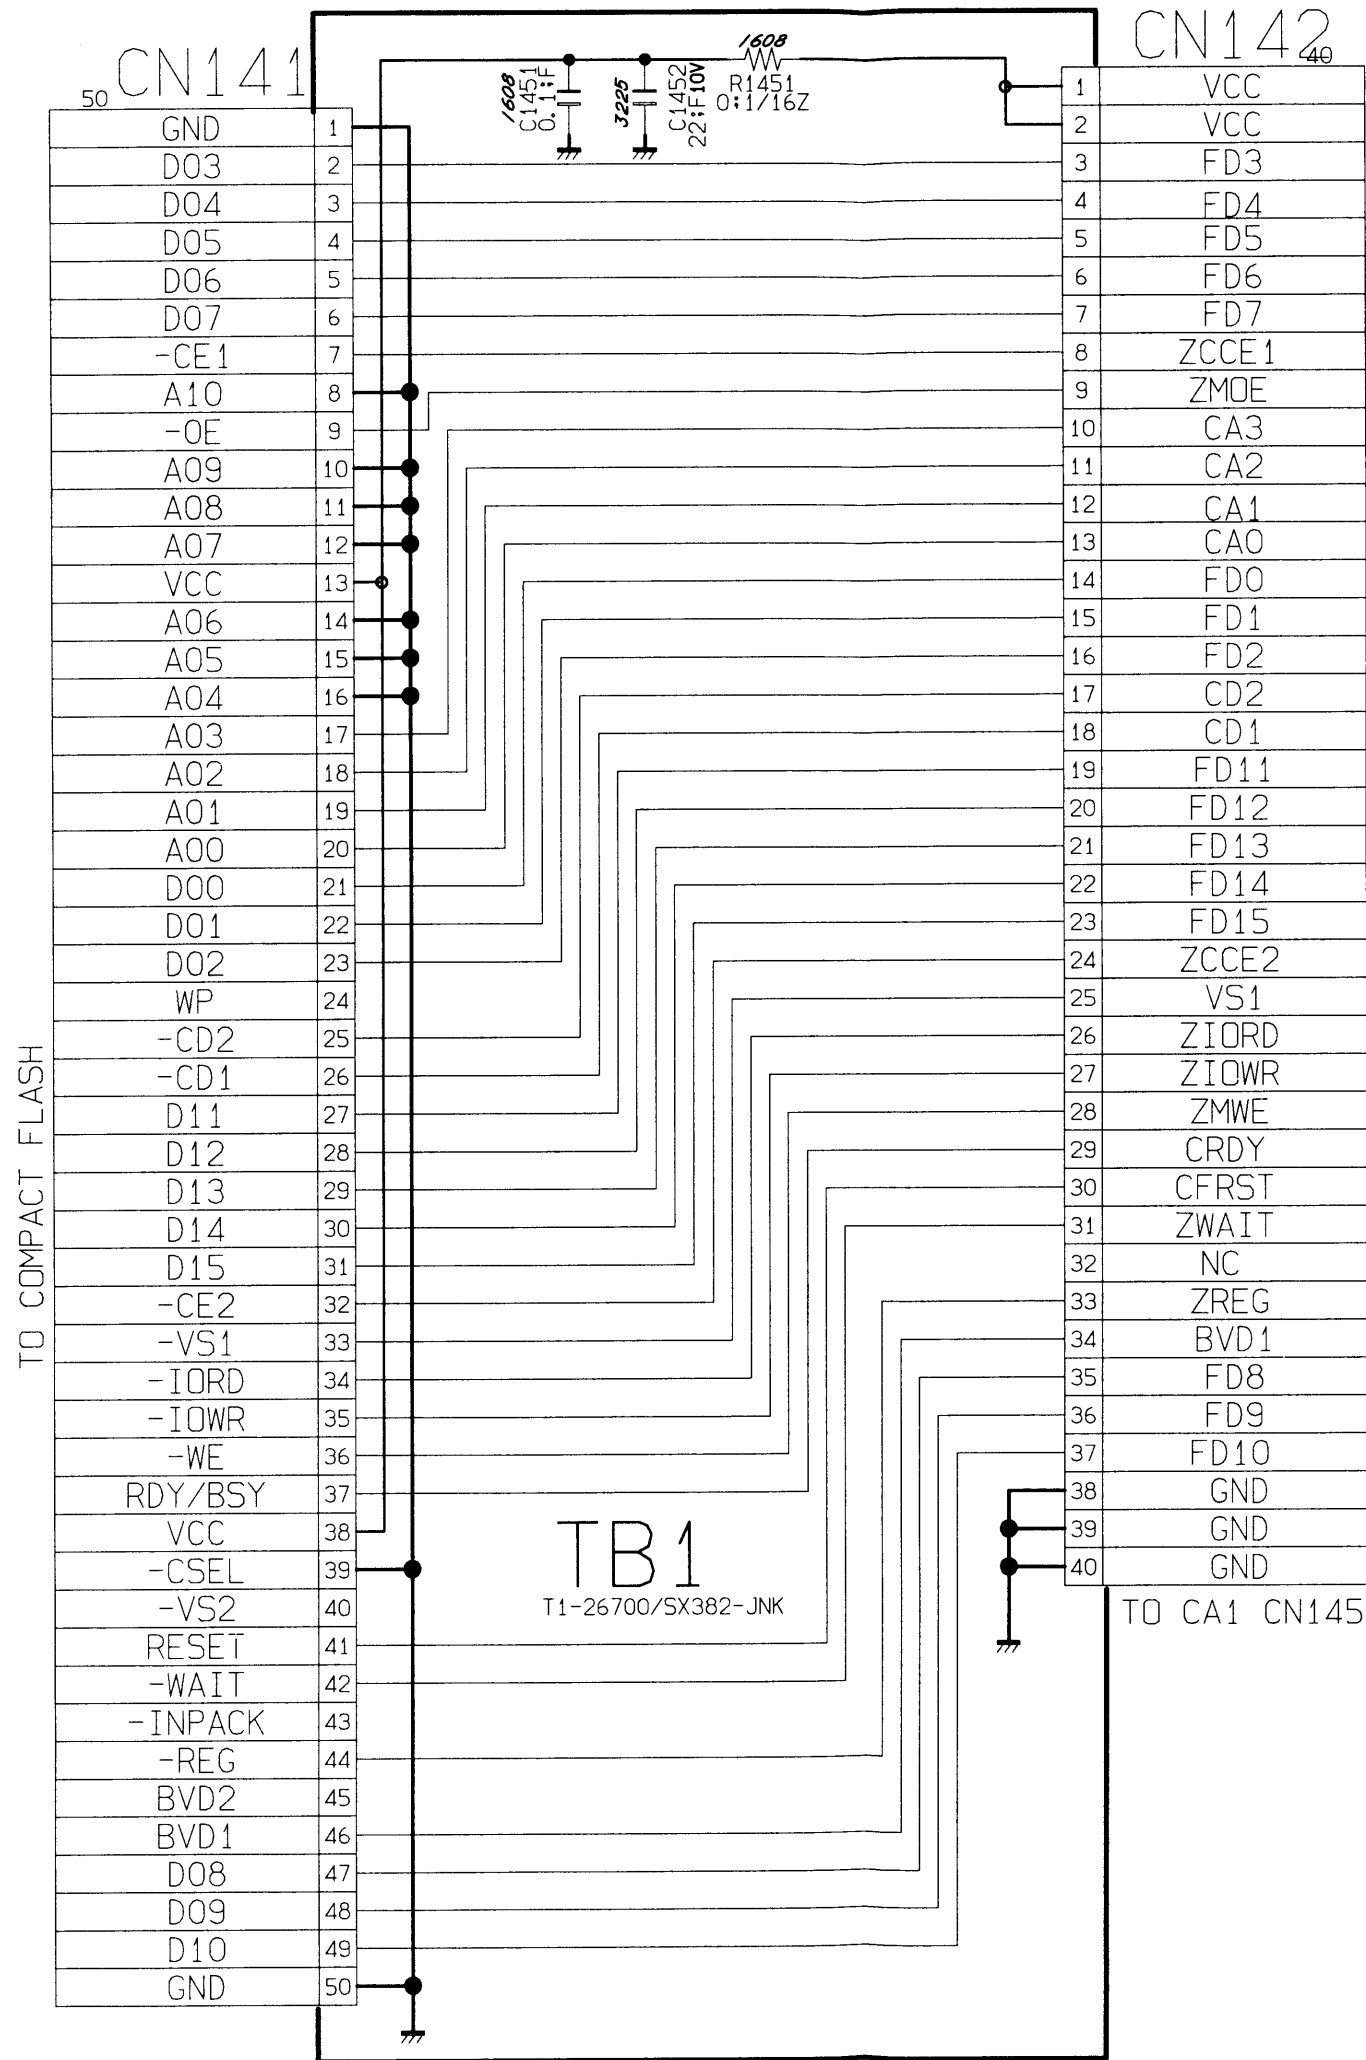 CN141
50
GND 1
D03 2
D04 3
D05 4
D06 5
D07 6
-CE1 7
A10 8
-OE 9
A09 10
A08 11
A07 12
VCC 13
A06 14
A05 15
A04 16
A03 17
A02 18
A01 19
A00 20
D00 21
D01 22
D02 23
WP 24
-CD2 25
-CD1 26
D11 27
D12 28
D13 29
D14 30
D15 31
-CE2 32
-VS1 33
-IORD 34
-IOWR 35
-WE 36
RDY/BSY 37
VCC 38
-CSEL 39
-VS2 40
RESET 41
-WAIT 42
-INPACK 43
-REG 44
BVD2 45
BVD1 46
D08 47
D09 48
D10 49
GND 50
TO COMPACT FLASH
1608
C1451
0.1:F
3225
C1452
22:F10V
1608
R1451
0:1/16Z
TB1
T1-26700/SX382-JNK
CN142
40
1 VCC
2 VCC
3 FD3
4 FD4
5 FD5
6 FD6
7 FD7
8 ZCCE1
9 ZMOE
10 CA3
11 CA2
12 CA1
13 CA0
14 FD0
15 FD1
16 FD2
17 CD2
18 CD1
19 FD11
20 FD12
21 FD13
22 FD14
23 FD15
24 ZCCE2
25 VS1
26 ZIORD
27 ZIOWR
28 ZMWE
29 CRDY
30 CFRST
31 ZWAIT
32 NC
33 ZREG
34 BVD1
35 FD8
36 FD9
37 FD10
38 GND
39 GND
40 GND
TO CA1 CN145